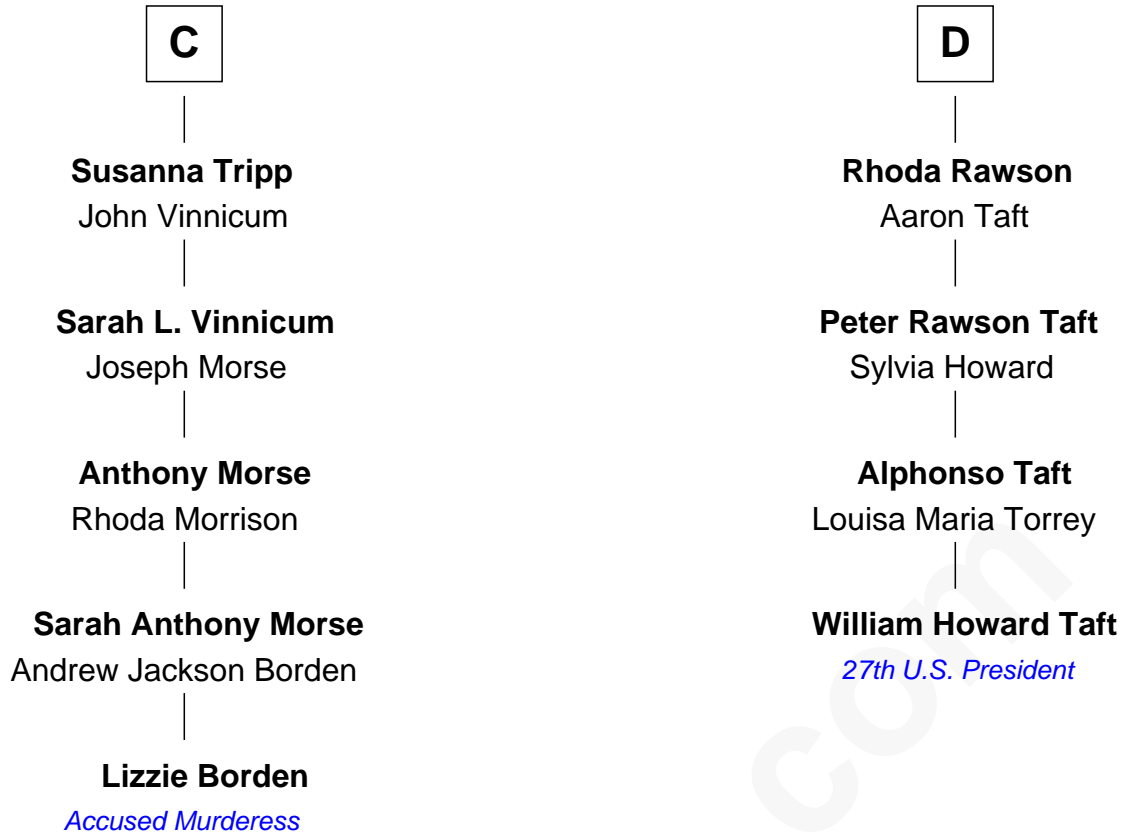 C
Susanna Tripp
John Vinnicum
Sarah L. Vinnicum
Joseph Morse
Anthony Morse
Rhoda Morrison
Sarah Anthony Morse
Andrew Jackson Borden
Lizzie Borden
Accused Murderess
D
Rhoda Rawson
Aaron Taft
Peter Rawson Taft
Sylvia Howard
Alphonso Taft
Louisa Maria Torrey
William Howard Taft
27th U.S. President
com